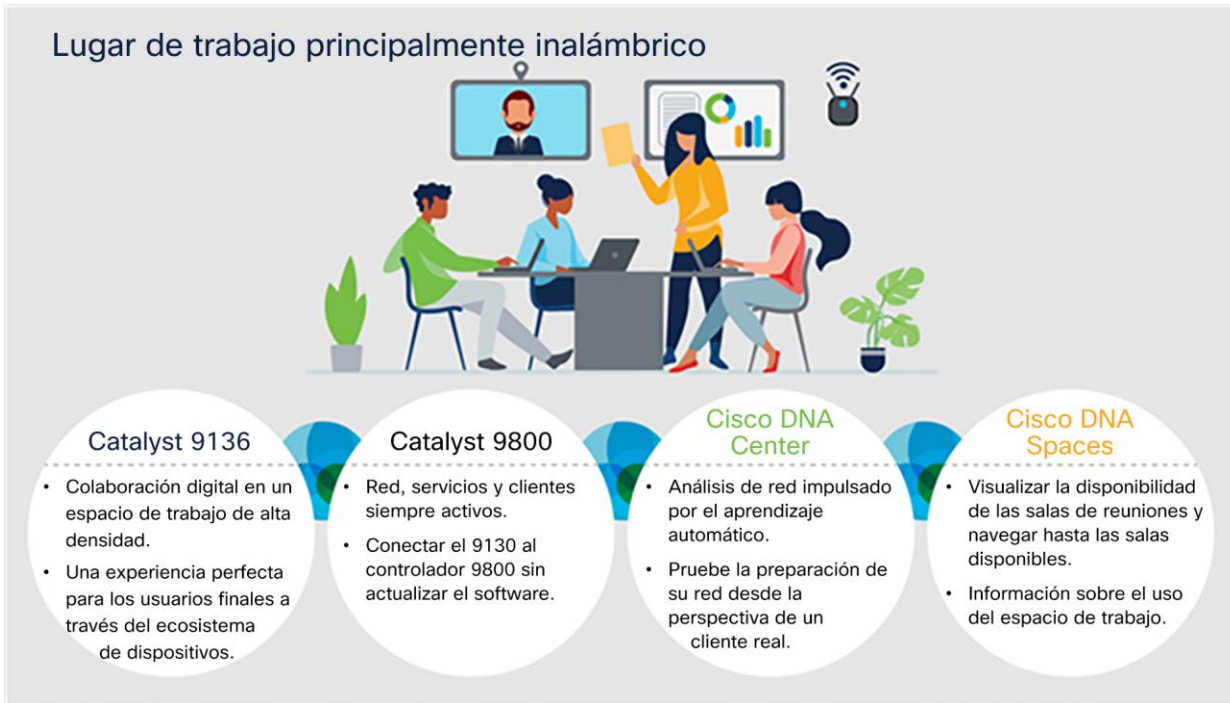 Lugar de trabajo principalmente inalámbrico
Catalyst 9136
• Colaboración digital en un
espacio de trabajo de alta
densidad.
• Una experiencia perfecta
para los usuarios finales a
través del ecosistema
de dispositivos.
Catalyst 9800
• Red, servicios y clientes
siempre activos.
• Conectar el 9130 al
controlador 9800 sin
actualizar el software.
Cisco DNA
Center
• Análisis de red impulsado
por el aprendizaje
automático.
• Pruebe la preparación de
su red desde la
perspectiva de un
cliente real.
Cisco DNA
Spaces
• Visualizar la disponibilidad
de las salas de reuniones y
navegar hasta las salas
disponibles.
• Información sobre el uso
del espacio de trabajo.